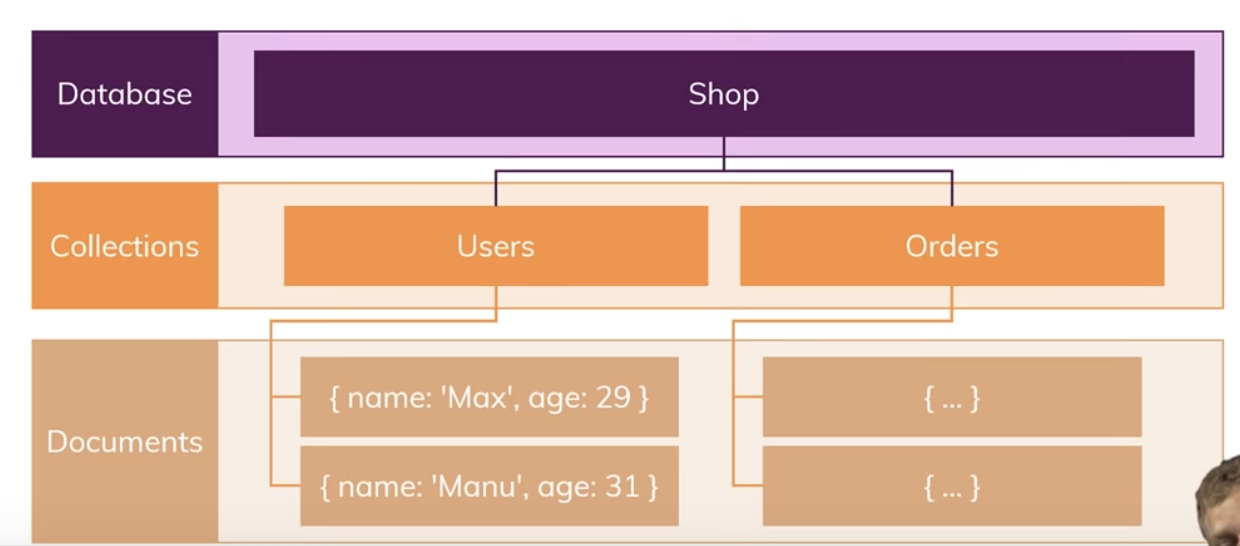 Database
Shop
Collections
Users
Orders
Documents
{ name: 'Max', age: 29 }
{ ... }
{ name: 'Manu', age: 31 }
{ ... }